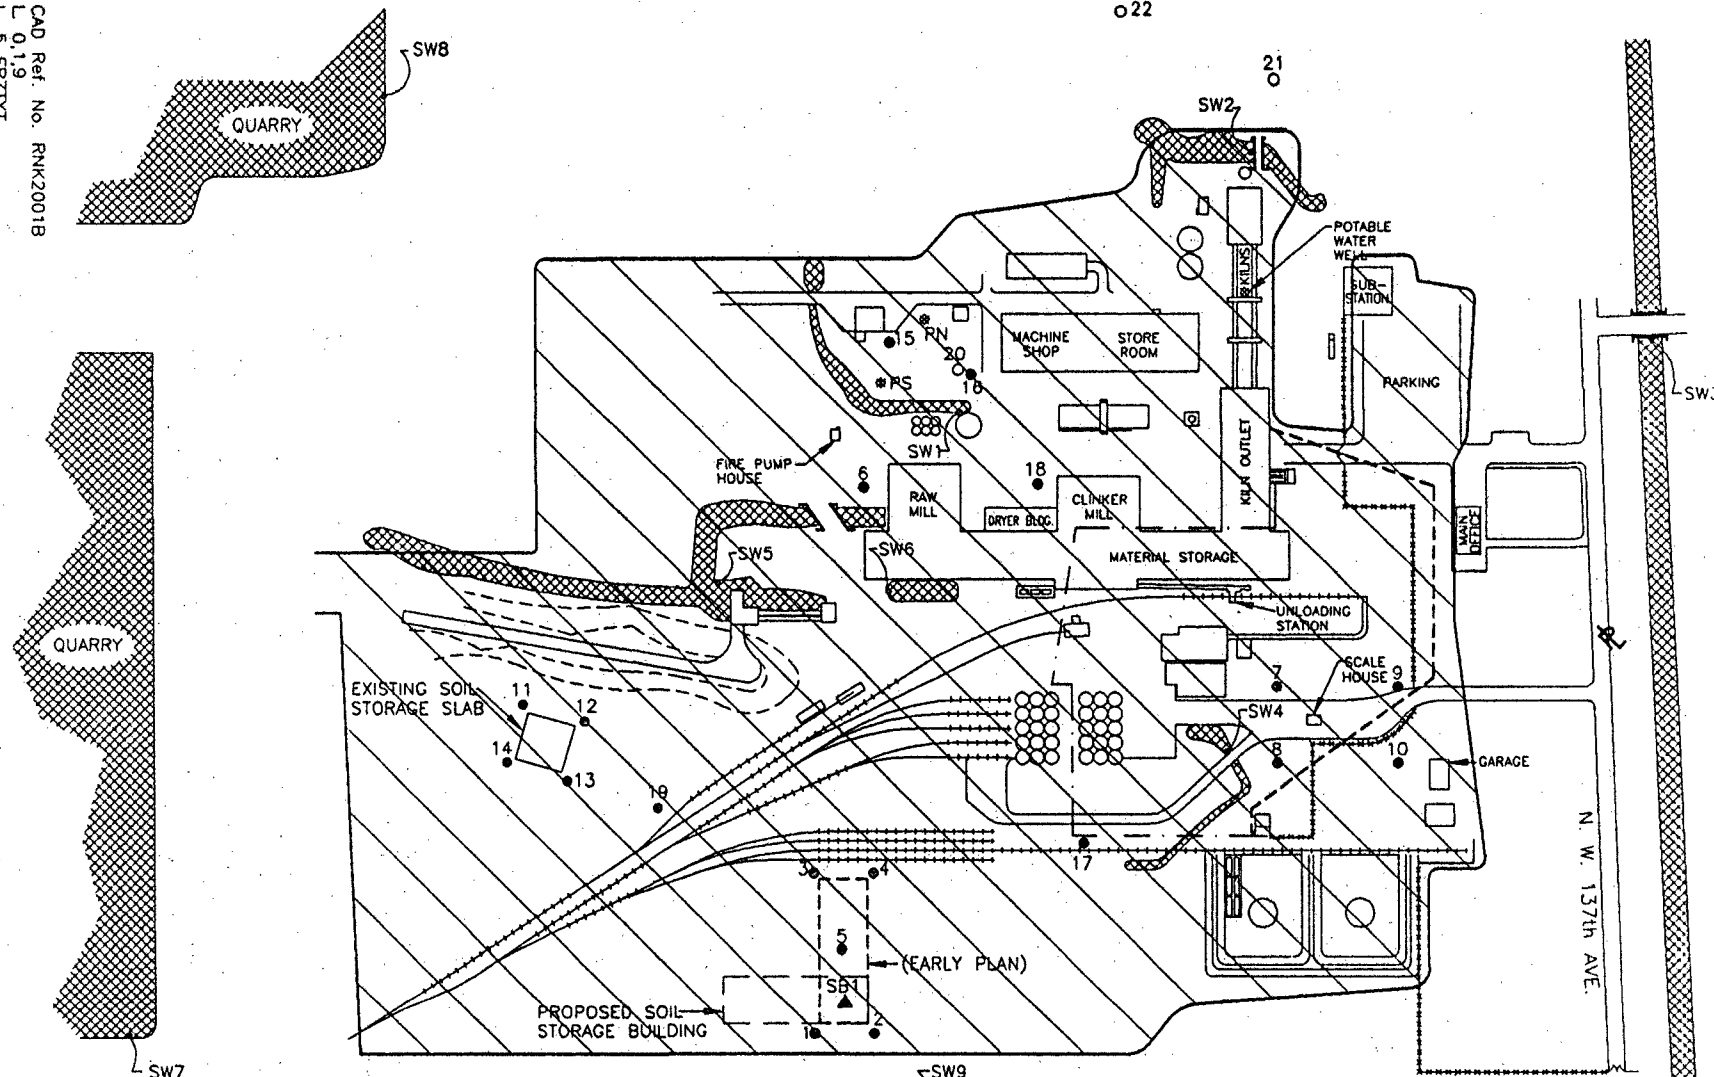 CAD Ref. No. RNK2001B
L 0,1,9
22
SW8
QUARRY
21
SW2
POTABLE
WATER
WELL
KILNS
SUB-
STATION
PN
15
20
16
PS
MACHINE
SHOP
STORE
ROOM
PARKING
SW1
FIRE PUMP
HOUSE
6
18
RAW
MILL
DRYER BLDG.
CLINKER
MILL
KILN OUTLET
MAIN
OFFICE
MATERIAL STORAGE
SW5
SW6
UNLOADING
STATION
QUARRY
EXISTING SOIL
STORAGE SLAB
11
12
14
13
19
7
SCALE
HOUSE
9
SW4
8
10
GARAGE
17
3
4
5
(EARLY PLAN)
SB1
PROPOSED SOIL
STORAGE BUILDING
1
2
N. W. 137th AVE.
SW7
SW9